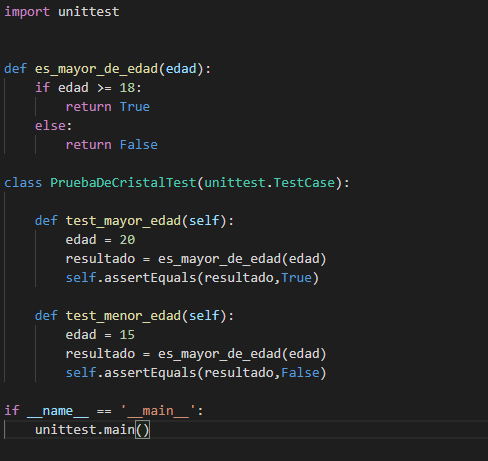 import unittest
def es_mayor_de_edad(edad):
    if edad >= 18:
        return True
    else:
        return False
class PruebaDeCristalTest(unittest.TestCase):
    def test_mayor_edad(self):
        edad = 20
        resultado = es_mayor_de_edad(edad)
        self.assertEquals(resultado,True)
    def test_menor_edad(self):
        edad = 15
        resultado = es_mayor_de_edad(edad)
        self.assertEquals(resultado,False)
if __name__ == '__main__':
    unittest.main()